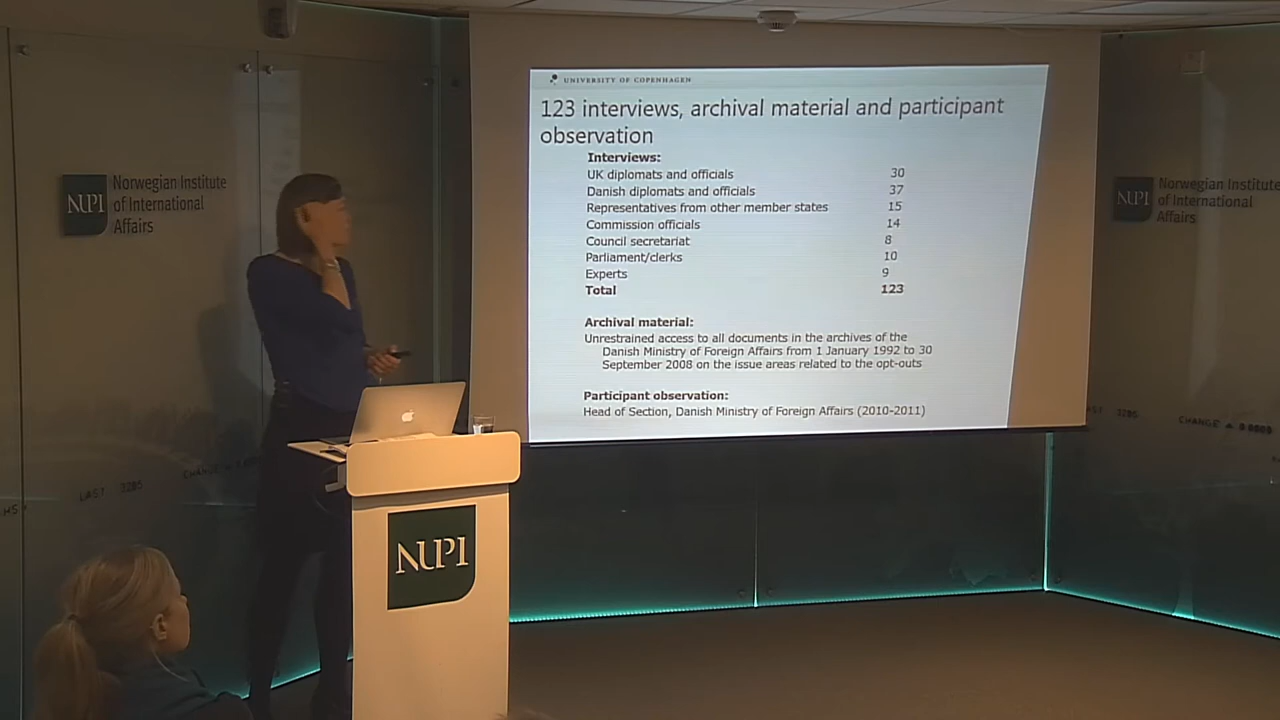 UNIVERSITY OF COPENHAGEN
123 interviews, archival material and participant
observation
Interviews:
UK diplomats and officials 30
Danish diplomats and officials 37
Representatives from other member states 15
Commission officials 14
Council secretariat 8
Parliament/clerks 10
Experts 9
Total 123
Archival material:
Unrestrained access to all documents in the archives of the
Danish Ministry of Foreign Affairs from 1 January 1992 to 30
September 2008 on the issue areas related to the opt-outs
Participant observation:
Head of Section, Danish Ministry of Foreign Affairs (2010-2011)
NUPI
Norwegian Institute
of International
Affairs
NUPI
Norwegian Institute
of International
Affairs
LAST 3285
CHANGE
3285
CHANGE
NUPI